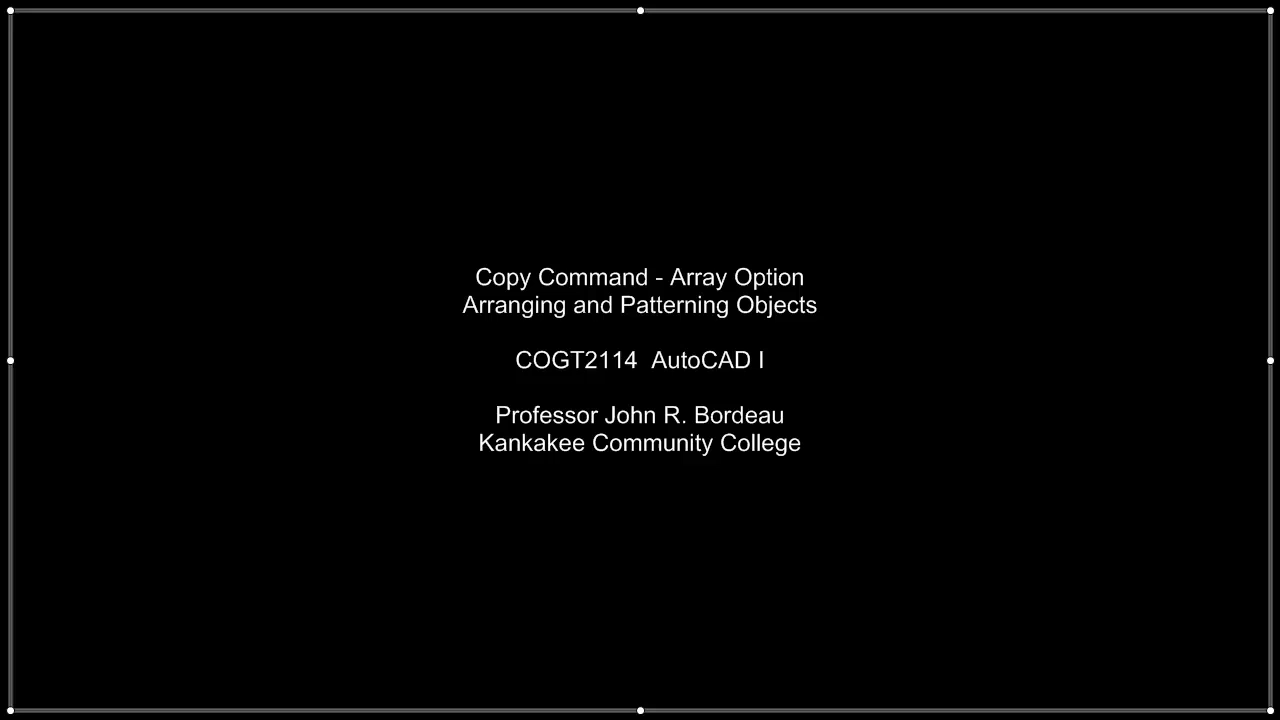 Copy Command - Array Option
Arranging and Patterning Objects
COGT2114  AutoCAD I
Professor John R. Bordeau
Kankakee Community College